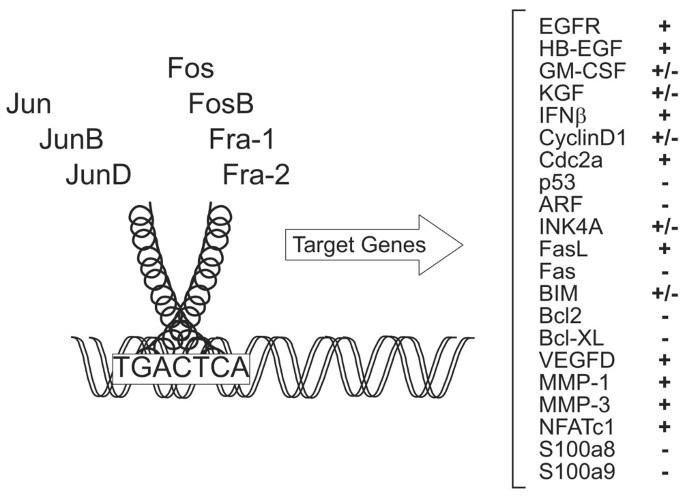 Fos
Jun
FosB
JunB
Fra-1
JunD
Fra-2
Target Genes
TGACTCA
EGFR +
HB-EGF +
GM-CSF +/-
KGF +/-
IFNβ +
CyclinD1 +/-
Cdc2a +
p53 -
ARF -
INK4A +/-
FasL +
Fas -
BIM +/-
Bcl2 -
Bcl-XL -
VEGFD +
MMP-1 +
MMP-3 +
NFATc1 +
S100a8 -
S100a9 -